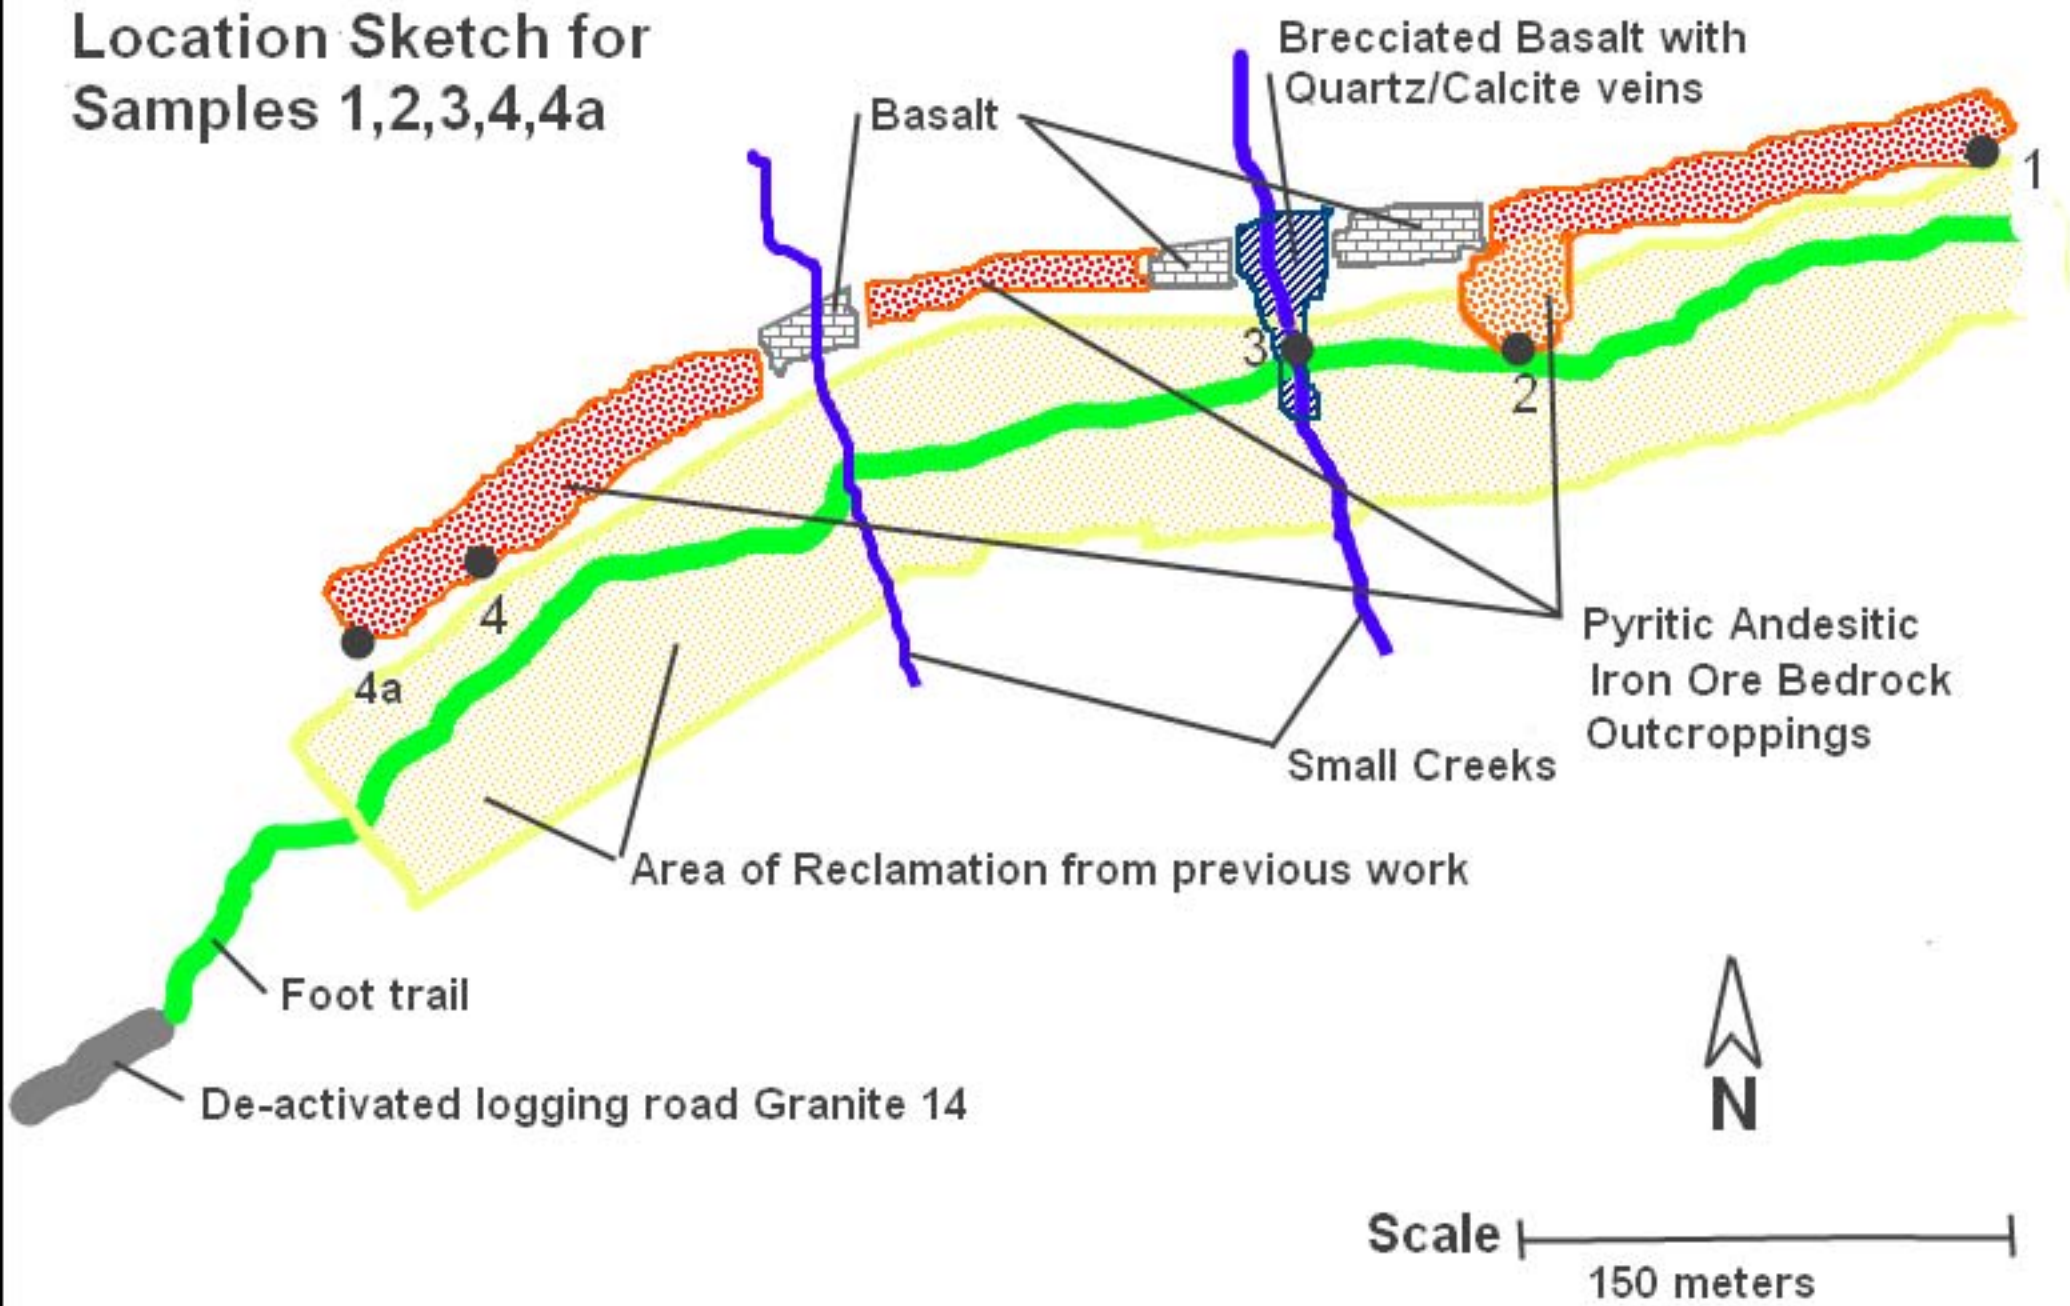 Location Sketch for
Samples 1,2,3,4,4a
Brecciated Basalt with
Quartz/Calcite veins
Basalt
1
3
2
4
4a
Pyritic Andesitic
Iron Ore Bedrock
Outcroppings
Small Creeks
Area of Reclamation from previous work
Foot trail
De-activated logging road Granite 14
N
Scale
150 meters